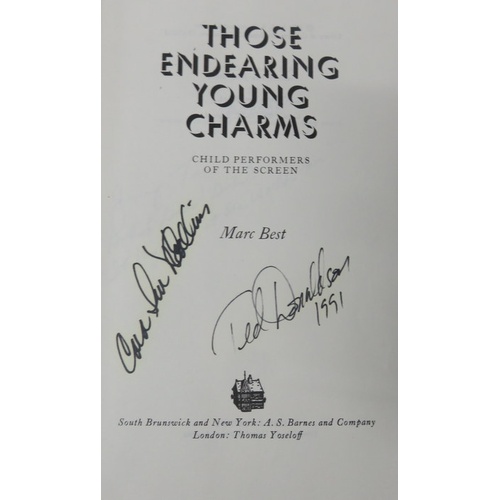 THOSE
ENDEARING
YOUNG
CHARMS
CHILD PERFORMERS
OF THE SCREEN
Marc Best
Cora Sue Collins
Ted Donaldson
1991
South Brunswick and New York: A. S. Barnes and Company
London: Thomas Yoseloff